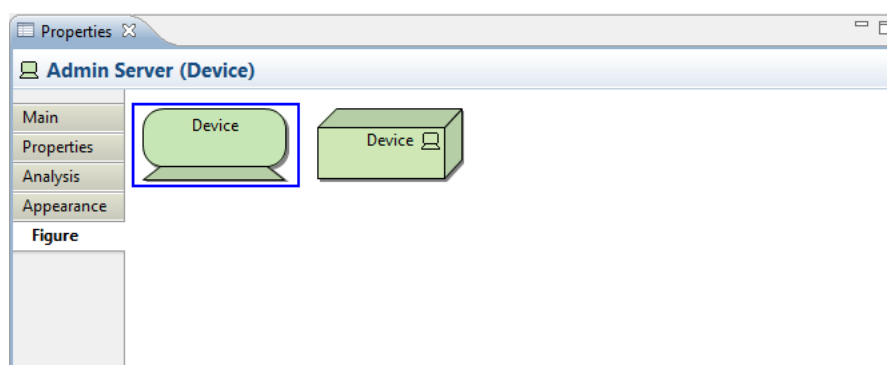 Properties
Admin Server (Device)
Main
Properties
Analysis
Appearance
Figure
Device
Device